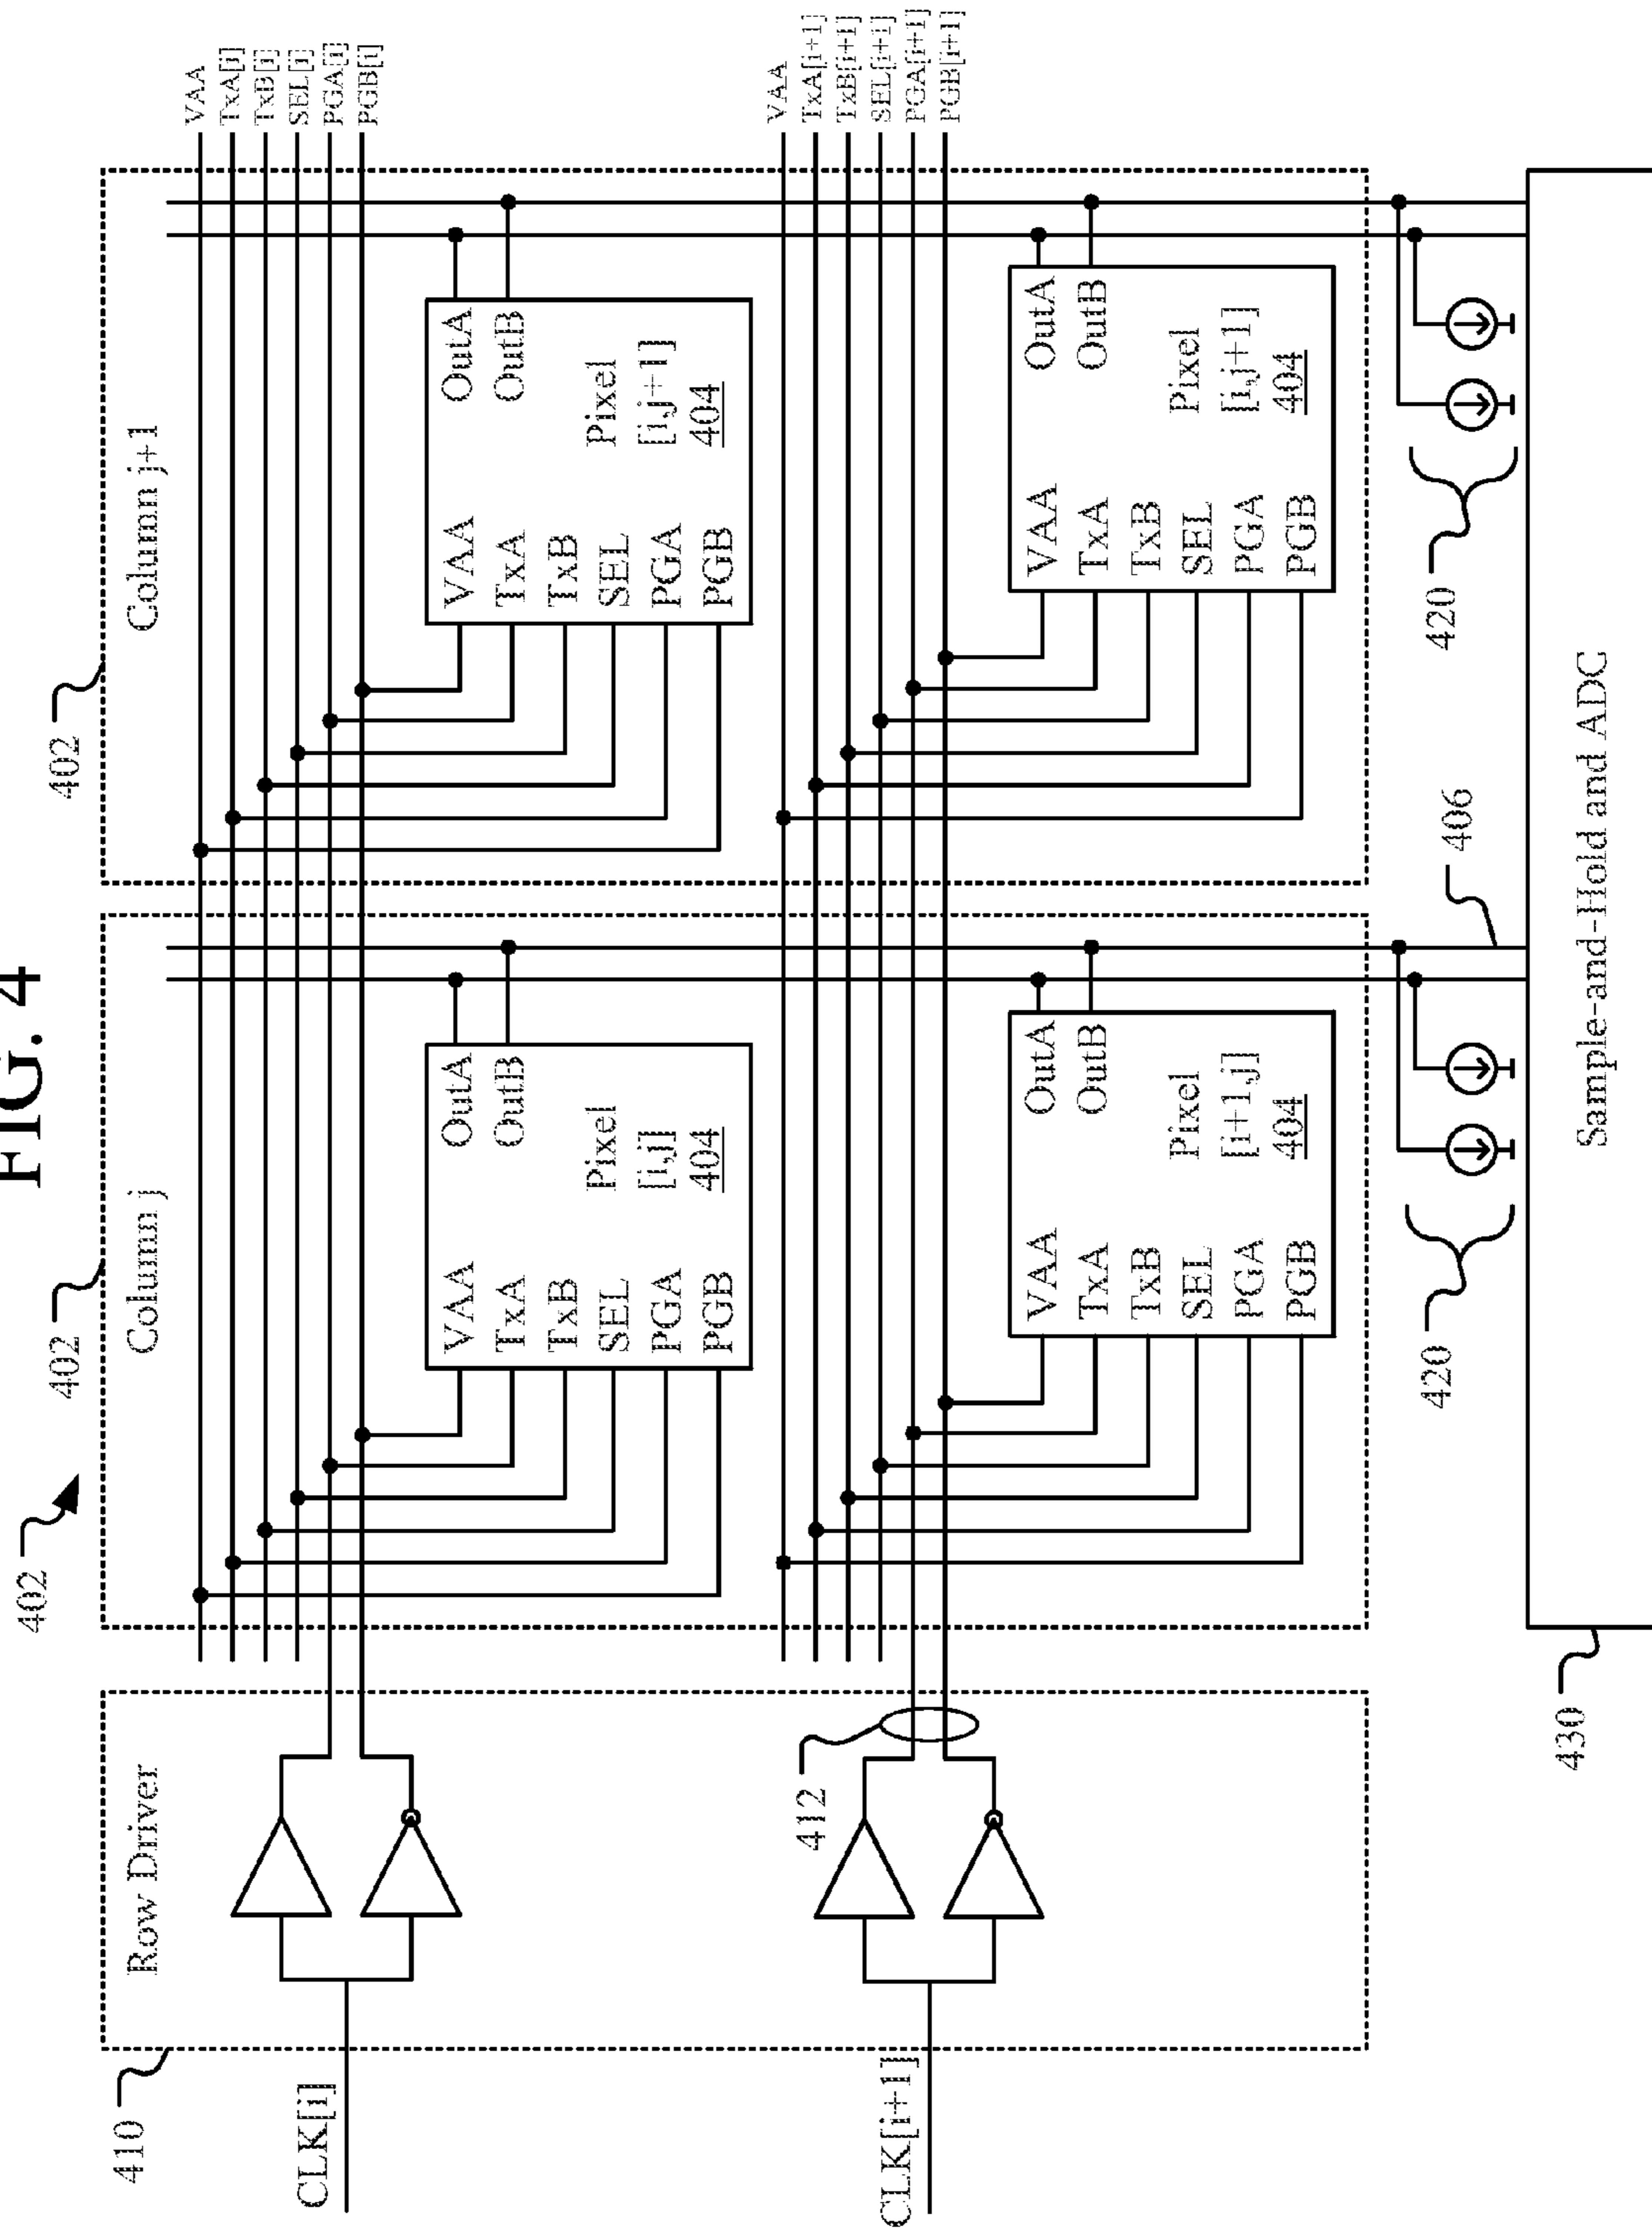 FIG. 4
402
402
402
410
Row Driver
Column j
Column j+1
CLK[i]
VAA
TxA[i]
TxB[i]
SEL[i]
PGA[i]
PGB[i]
VAA
TxA
TxB
SEL
PGA
PGB
OutA
OutB
Pixel
[i,j]
404
VAA
TxA
TxB
SEL
PGA
PGB
OutA
OutB
Pixel
[i,j+1]
404
412
CLK[i+1]
VAA
TxA[i+1]
TxB[i+1]
SEL[i+1]
PGA[i+1]
PGB[i+1]
VAA
TxA
TxB
SEL
PGA
PGB
OutA
OutB
Pixel
[i+1,j]
404
VAA
TxA
TxB
SEL
PGA
PGB
OutA
OutB
Pixel
[i,j+1]
404
420
406
420
430
Sample-and-Hold and ADC